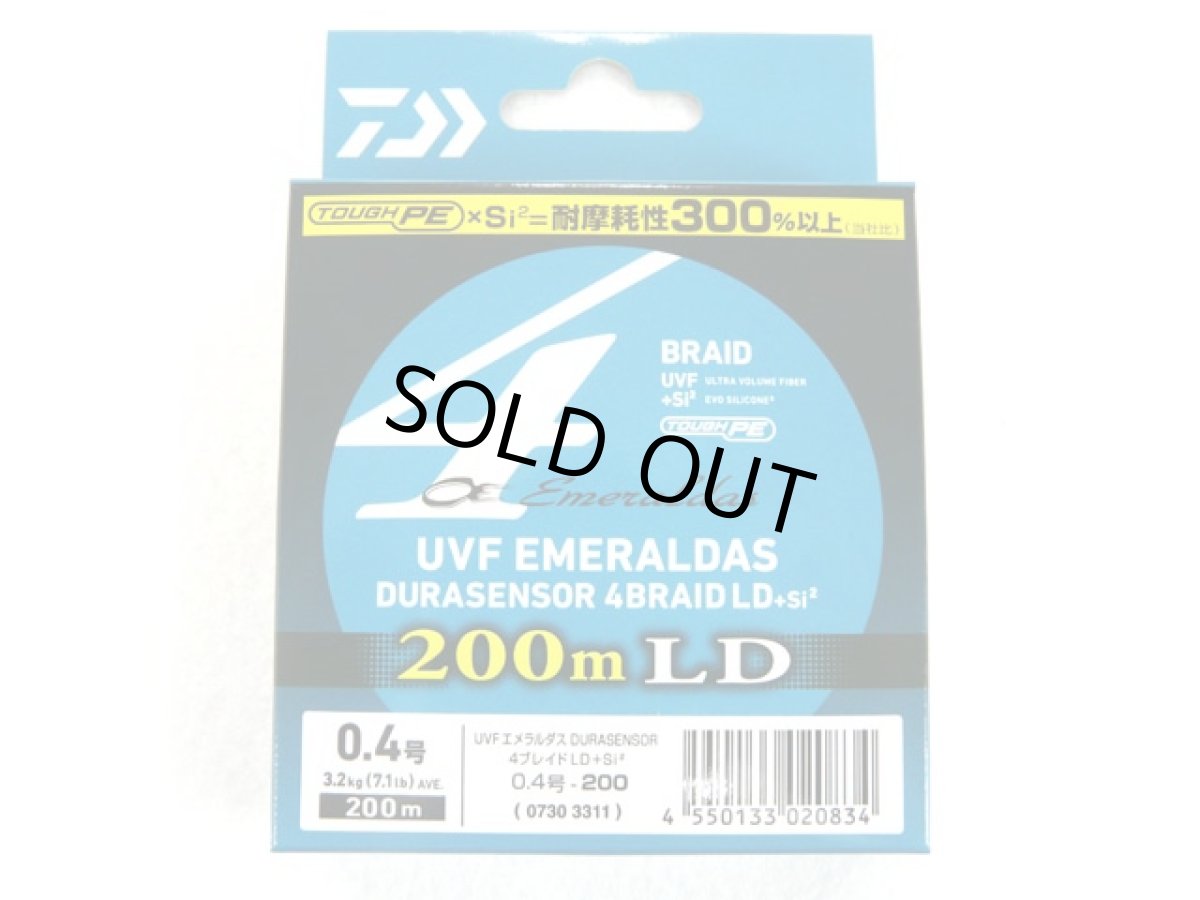 TOUGH PE ×Si²=耐摩耗性300%以上(当社比)
4
BRAID
UVF ULTRA VOLUME FIBER
+Si² EVO SILICONE²
TOUGH PE
SOLD OUT
Emeraldas
UVF EMERALDAS
DURASENSOR 4BRAID LD+Si²
200m LD
0.4号
3.2kg(7.1lb)AVE.
200m
UVFエメラルダス DURASENSOR
4ブレイドLD+Si²
0.4号-200
(0730 3311)
4 550133 020834